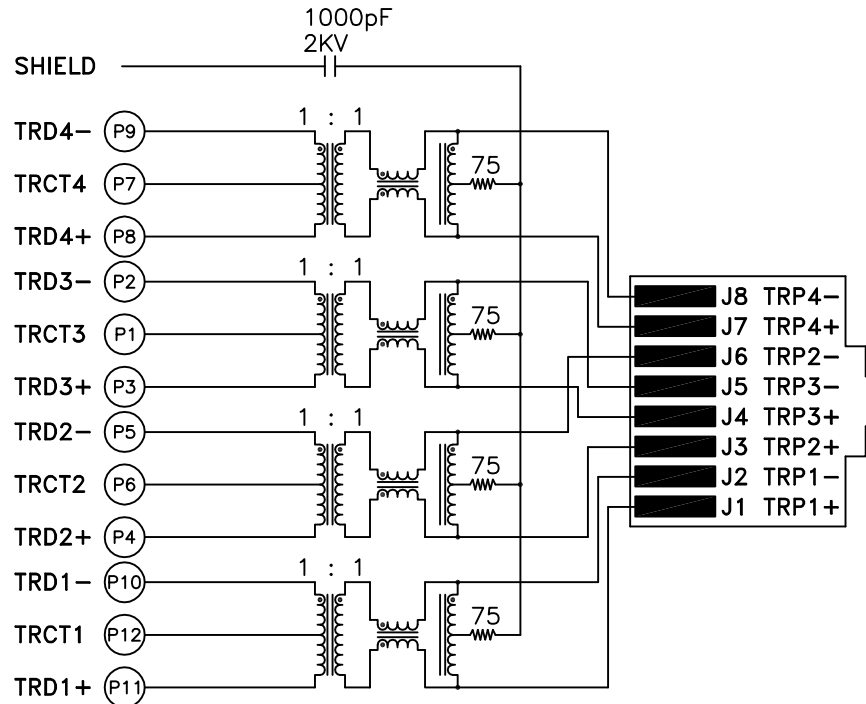 1000pF
2KV
SHIELD
1 : 1
TRD4- P9
75
TRCT4 P7
TRD4+ P8
1 : 1
TRD3- P2
75
TRCT3 P1
TRD3+ P3
1 : 1
TRD2- P5
75
TRCT2 P6
TRD2+ P4
1 : 1
TRD1- P10
75
TRCT1 P12
TRD1+ P11
J8 TRP4-
J7 TRP4+
J6 TRP2-
J5 TRP3-
J4 TRP3+
J3 TRP2+
J2 TRP1-
J1 TRP1+